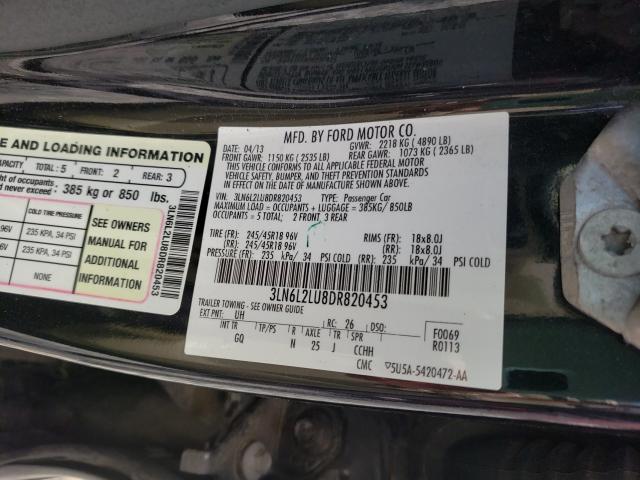 E AND LOADING INFORMATION
CAPACITY TOTAL: 5 FRONT: 2 REAR: 3
ght of occupants
d never exceed: 385 kg or 850 lbs.
COLD TIRE PRESSURE
96V 235 KPA, 34 PSI
235 KPA, 34 PSI
NONE
SEE OWNERS
MANUAL FOR
ADDITIONAL
INFORMATION
3LN6L2LU8DR820453
MFD. BY FORD MOTOR CO.
DATE: 04/13 GVWR: 2218 KG ( 4890 LB)
FRONT GAWR: 1150 KG ( 2535 LB) REAR GAWR: 1073 KG ( 2365 LB)
THIS VEHICLE CONFORMS TO ALL APPLICABLE FEDERAL MOTOR
VEHICLE SAFETY, BUMPER, AND THEFT PREVENTION STANDARDS
IN EFFECT ON THE DATE OF MANUFACTURE SHOWN ABOVE.
VIN: 3LN6L2LU8DR820453 TYPE: Passenger Car
MAXIMUM LOAD = OCCUPANTS + LUGGAGE = 385KG/ 850LB
OCCUPANTS = 5 TOTAL: 2 FRONT 3 REAR
TIRE (FR): 245/45R18 96V RIMS (FR): 18x8.0J
(RR): 245/45R18 96V (RR): 18x8.0J
PRESSURE (FR): 235 kPa/ 34 PSI COLD (RR): 235 kPa/ 34 PSI COLD
3LN6L2LU8DR820453
TRAILER TOWING - SEE OWNER GUIDE
EXT PNT: UH RC: 26 DSO: F0069
INT TR TP/PS R AXLE TR SPR R0113
GQ N 25 J CCHH
CMC 5U5A-5420472-AA